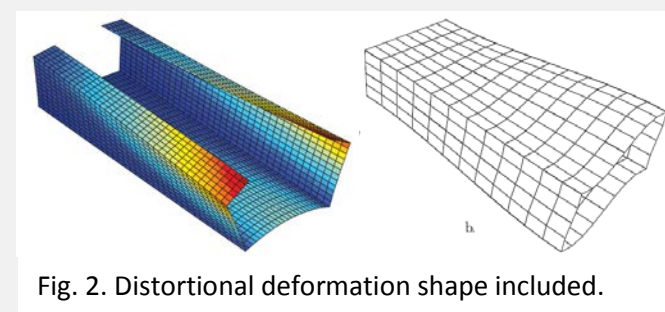 b.
Fig. 2. Distortional deformation shape included.